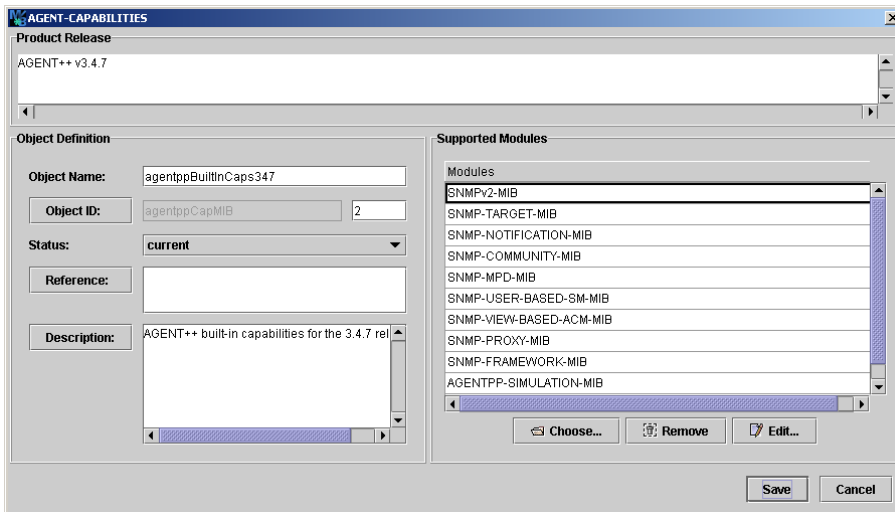 AGENT-CAPABILITIES
Product Release
AGENT++ v3.4.7
Object Definition
Object Name:
agentppBuiltInCaps347
Object ID:
agentppCapMIB
2
Status:
current
Reference:
Description:
AGENT++ built-in capabilities for the 3.4.7 rel
Supported Modules
Modules
SNMPv2-MIB
SNMP-TARGET-MIB
SNMP-NOTIFICATION-MIB
SNMP-COMMUNITY-MIB
SNMP-MPD-MIB
SNMP-USER-BASED-SM-MIB
SNMP-VIEW-BASED-ACM-MIB
SNMP-PROXY-MIB
SNMP-FRAMEWORK-MIB
AGENTPP-SIMULATION-MIB
Choose...
Remove
Edit...
Save
Cancel